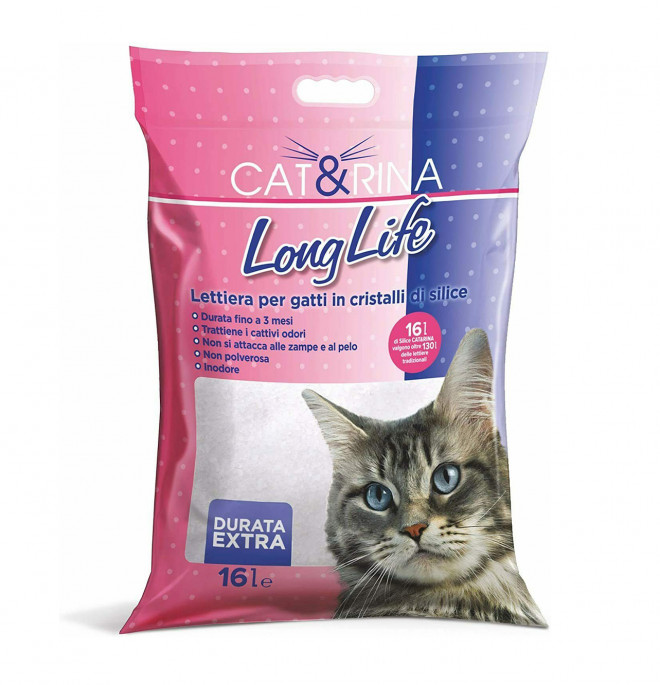 CAT&RINA
Long Life
Lettiera per gatti in cristalli di silice
• Durata fino a 3 mesi
• Trattiene i cattivi odori
• Non si attacca alle zampe e al pelo
• Non polverosa
• Inodore
16 l
di Silice CAT&RINA
valgono oltre 130 l
delle lettiere
tradizionali
DURATA
EXTRA
16 l e